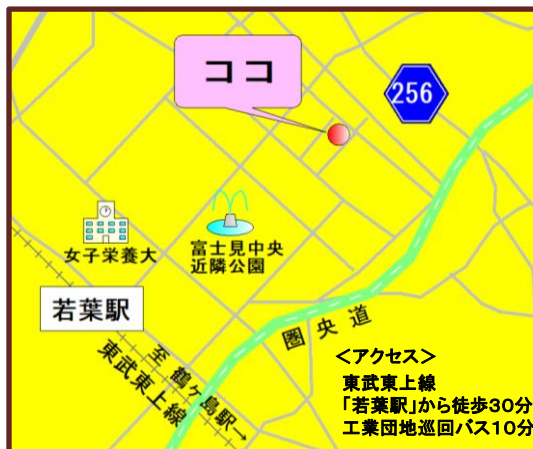 ココ
256
女子栄養大
富士見中央
近隣公園
若葉駅
圏央道
至 鶴ヶ島駅→
東武東上線
＜アクセス＞
東武東上線
「若葉駅」から徒歩30分
工業団地巡回バス10分